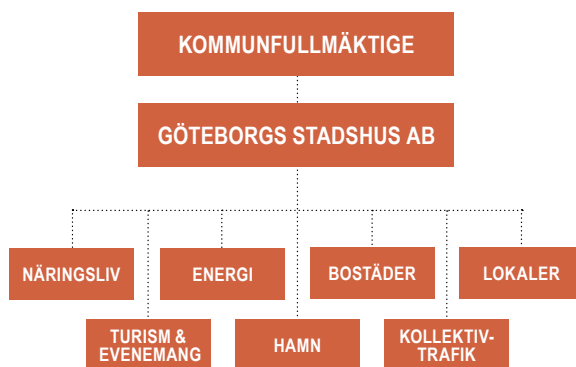 KOMMUNFULLMÄKTIGE
GÖTEBORGS STADSHUS AB
NÄRINGSLIV
ENERGI
BOSTÄDER
LOKALER
TURISM &
EVENEMANG
HAMN
KOLLEKTIV-
TRAFIK